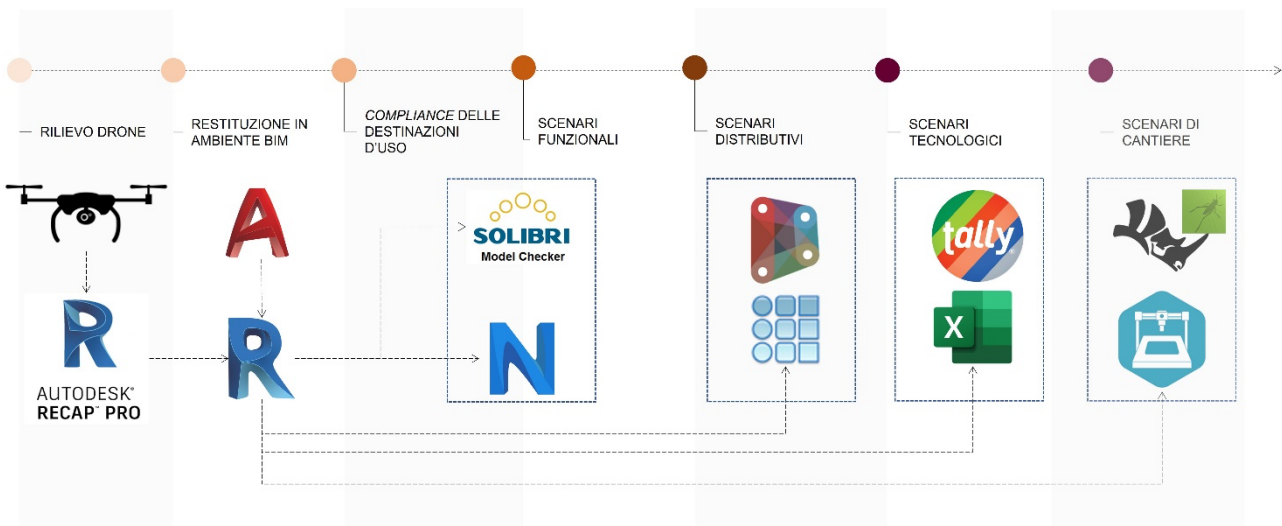 RILIEVO DRONE
RESTITUZIONE IN
AMBIENTE BIM
COMPLIANCE DELLE
DESTINAZIONI
D'USO
SCENARI
FUNZIONALI
SCENARI
DISTRIBUTIVI
SCENARI
TECNOLOGICI
SCENARI DI
CANTIERE
A
SOLIBRI
Model Checker
tally®
R
AUTODESK®
RECAP™ PRO
R
N
X